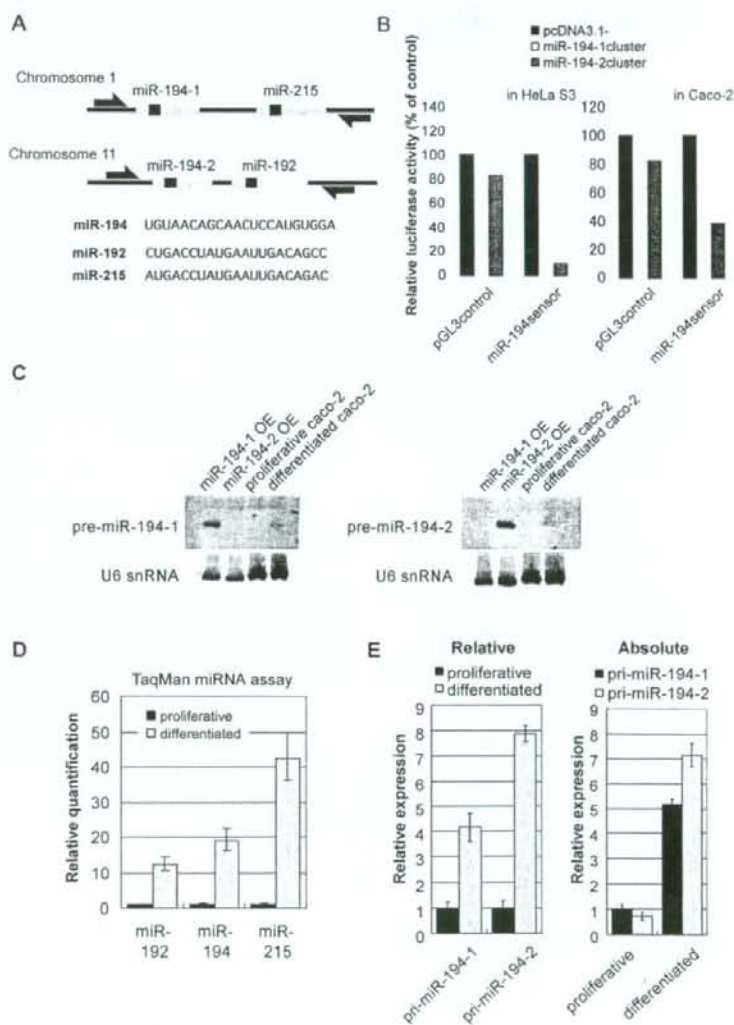 A
Chromosome 1
miR-194-1
miR-215
Chromosome 11
miR-194-2
miR-192
miR-194 UGUAACAGCAACUCCAUGUGGA
miR-192 CUGACCUAUGAAUUGACAGCC
miR-215 AUGACCUAUGAAUUGACAGAC
B
pcDNA3.1-
miR-194-1cluster
miR-194-2cluster
Relative luciferase activity (% of control)
in HeLa S3
140
120
100
80
60
40
20
0
pGL3control
miR-194sensor
in Caco-2
120
100
80
60
40
20
0
pGL3control
miR-194sensor
C
miR-194-1 OE
miR-194-2 OE
proliferative caco-2
differentiated caco-2
pre-miR-194-1
U6 snRNA
miR-194-1 OE
miR-194-2 OE
proliferative caco-2
differentiated caco-2
pre-miR-194-2
U6 snRNA
D
TaqMan miRNA assay
Relative quantification
60
50
40
30
20
10
0
proliferative
differentiated
miR-
192
miR-
194
miR-
215
E
Relative
proliferative
differentiated
Relative expression
9
8
7
6
5
4
3
2
1
0
pri-miR-194-1
pri-miR-194-2
Absolute
pri-miR-194-1
pri-miR-194-2
Relative expression
9
8
7
6
5
4
3
2
1
0
proliferative
differentiated